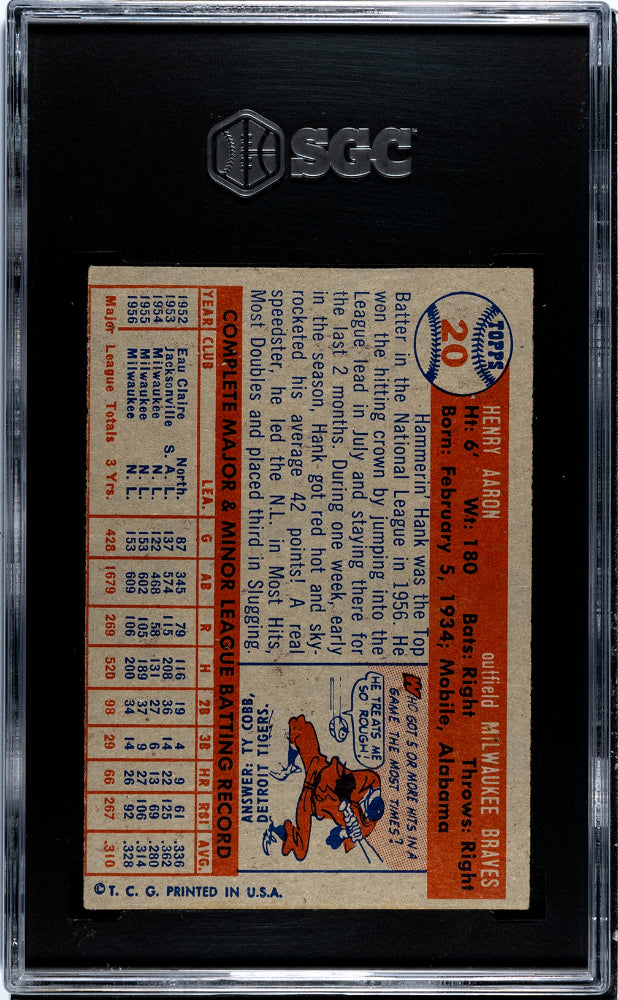 SGC
TOPPS
20
HENRY AARON outfield MILWAUKEE BRAVES
Ht: 6' Wt: 180 Bats: Right Throws: Right
Born: February 5, 1934; Mobile, Alabama
Hammerin' Hank was the Top
Batter in the National League in 1956. He
won the hitting crown by jumping into the
League lead in July and staying there for
the last 2 months. During one week, early
in the season, Hank got red hot and sky-
rocketed his average 42 points! A real
speedster, he led the N.L. in Most Hits,
Most Doubles and placed third in Slugging.
WHO GOT 5 OR MORE HITS IN A
GAME THE MOST TIMES?
HE TREATS ME
SO ROUGH!
ANSWER: TY COBB,
DETROIT TIGERS.
COMPLETE MAJOR & MINOR LEAGUE BATTING RECORD
YEAR CLUB LEA. G AB R H 2B 3B HR RBI AVG.
1952 Eau Claire North. 87 345 79 116 19 4 9 61 .336
1953 Jacksonville S. A. L. 137 574 115 208 36 14 22 125 .362
1954 Milwaukee N. L. 122 468 58 131 27 6 13 69 .280
1955 Milwaukee N. L. 153 602 105 189 37 9 27 106 .314
1956 Milwaukee N. L. 153 609 106 200 34 14 26 92 .328
Major League Totals 3 Yrs. 428 1679 269 520 98 29 66 267 .310
© T. C. G. PRINTED IN U.S.A.